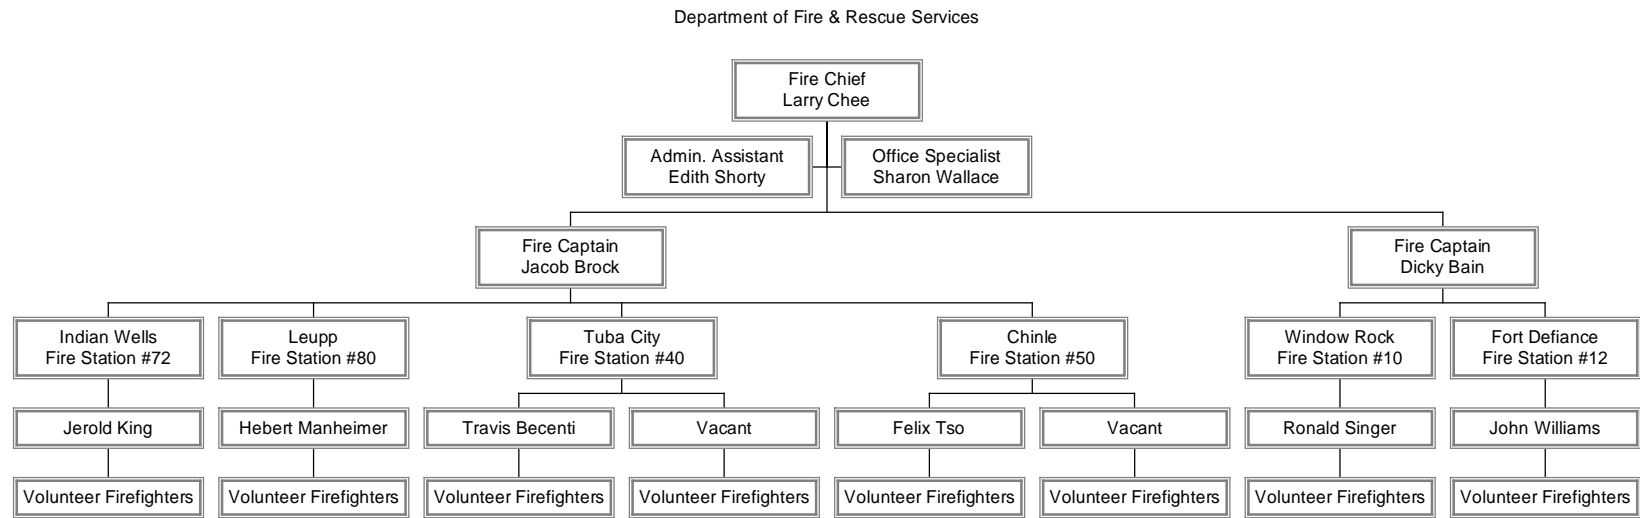 Department of Fire & Rescue Services
Fire Chief
Larry Chee
Admin. Assistant
Edith Shorty
Office Specialist
Sharon Wallace
Fire Captain
Jacob Brock
Fire Captain
Dicky Bain
Indian Wells
Fire Station #72
Leupp
Fire Station #80
Tuba City
Fire Station #40
Chinle
Fire Station #50
Window Rock
Fire Station #10
Fort Defiance
Fire Station #12
Jerold King
Hebert Manheimer
Travis Becenti
Vacant
Felix Tso
Vacant
Ronald Singer
John Williams
Volunteer Firefighters
Volunteer Firefighters
Volunteer Firefighters
Volunteer Firefighters
Volunteer Firefighters
Volunteer Firefighters
Volunteer Firefighters
Volunteer Firefighters